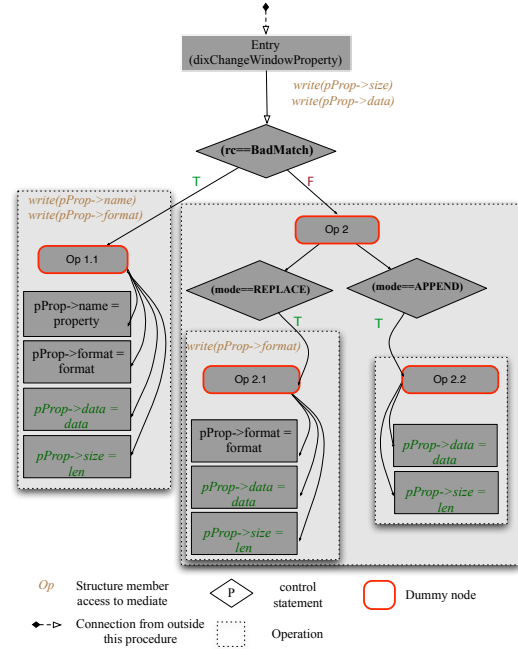 Entry
(dixChangeWindowProperty)
write(pProp->size)
write(pProp->data)
(rc==BadMatch)
T
F
write(pProp->name)
write(pProp->format)
Op 1.1
pProp->name =
property
pProp->format =
format
pProp->data =
data
pProp->size =
len
Op 2
(mode==REPLACE)
(mode==APPEND)
T
T
write(pProp->format)
Op 2.1
pProp->format =
format
pProp->data =
data
pProp->size =
len
Op 2.2
pProp->data =
data
pProp->size =
len
Op
Structure member
access to mediate
P
control
statement
Dummy node
Connection from outside
this procedure
Operation